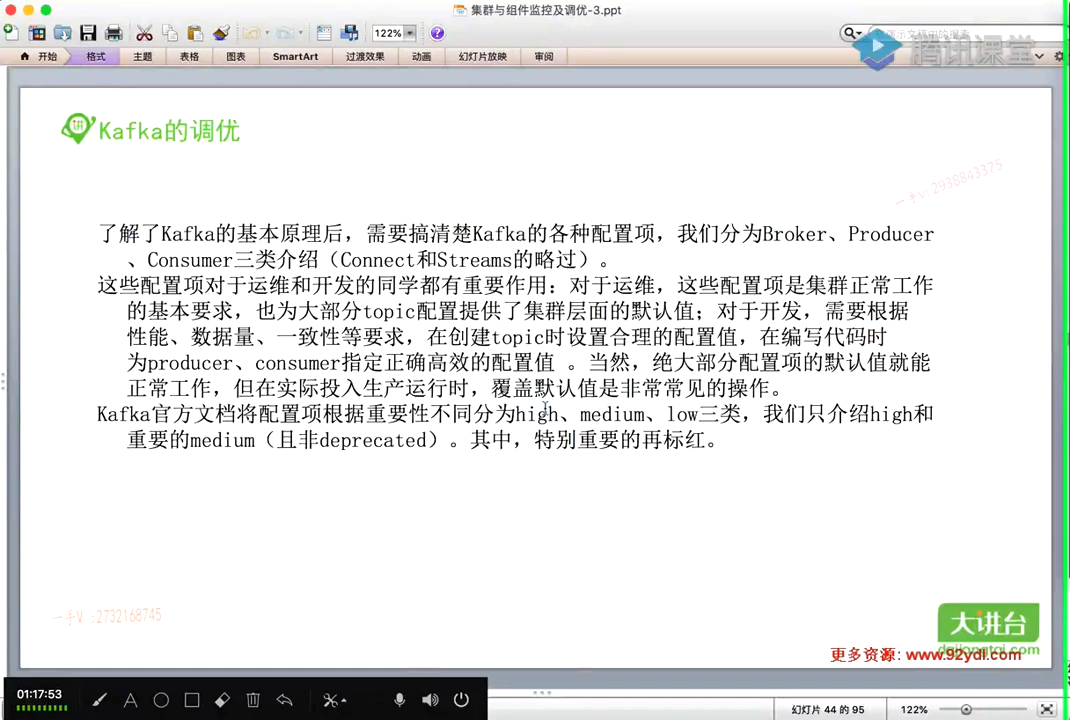 集群与组件监控及调优-3.ppt
122%
开始 格式 主题 表格 图表 SmartArt 过渡效果 动画 幻灯片放映 审阅
腾讯课堂
Kafka的调优
一手v:2938843375
了解了Kafka的基本原理后，需要搞清楚Kafka的各种配置项，我们分为Broker、Producer
、Consumer三类介绍（Connect和Streams的略过）。
这些配置项对于运维和开发的同学都有重要作用：对于运维，这些配置项是集群正常工作
的基本要求，也为大部分topic配置提供了集群层面的默认值；对于开发，需要根据
性能、数据量、一致性等要求，在创建topic时设置合理的配置值，在编写代码时
为producer、consumer指定正确高效的配置值 。当然，绝大部分配置项的默认值就能
正常工作，但在实际投入生产运行时，覆盖默认值是非常常见的操作。
Kafka官方文档将配置项根据重要性不同分为high、medium、low三类，我们只介绍high和
重要的medium（且非deprecated）。其中，特别重要的再标红。
一手V :2732168745
大讲台
dajiangtai.com
更多资源: www.92ydl.com
01:17:53
幻灯片 44 的 95
122%